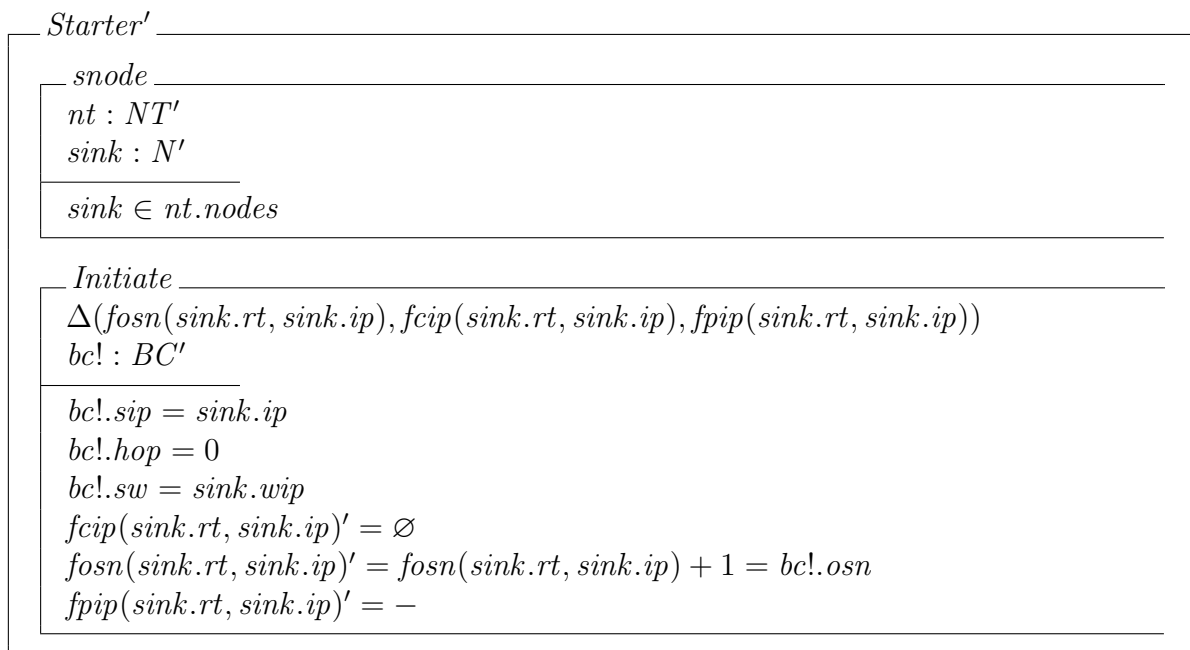 Starter′
snode
nt : NT′
sink : N′
sink ∈ nt.nodes
Initiate
Δ(fosn(sink.rt, sink.ip), fcip(sink.rt, sink.ip), fpip(sink.rt, sink.ip))
bc! : BC′
bc!.sip = sink.ip
bc!.hop = 0
bc!.sw = sink.wip
fcip(sink.rt, sink.ip)′ = ∅
fosn(sink.rt, sink.ip)′ = fosn(sink.rt, sink.ip) + 1 = bc!.osn
fpip(sink.rt, sink.ip)′ = −